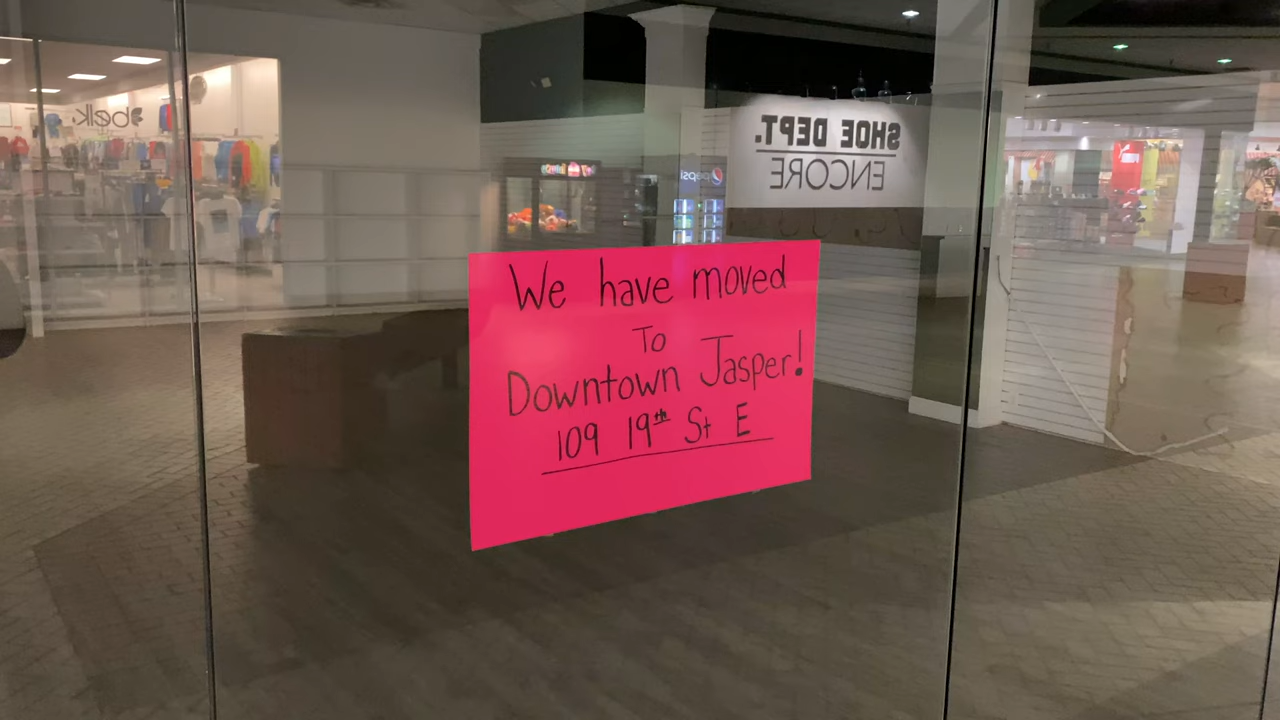 belk
SHOE DEPT.
ENCORE
pepsi
We have moved
To
Downtown Jasper!
109 19th St E